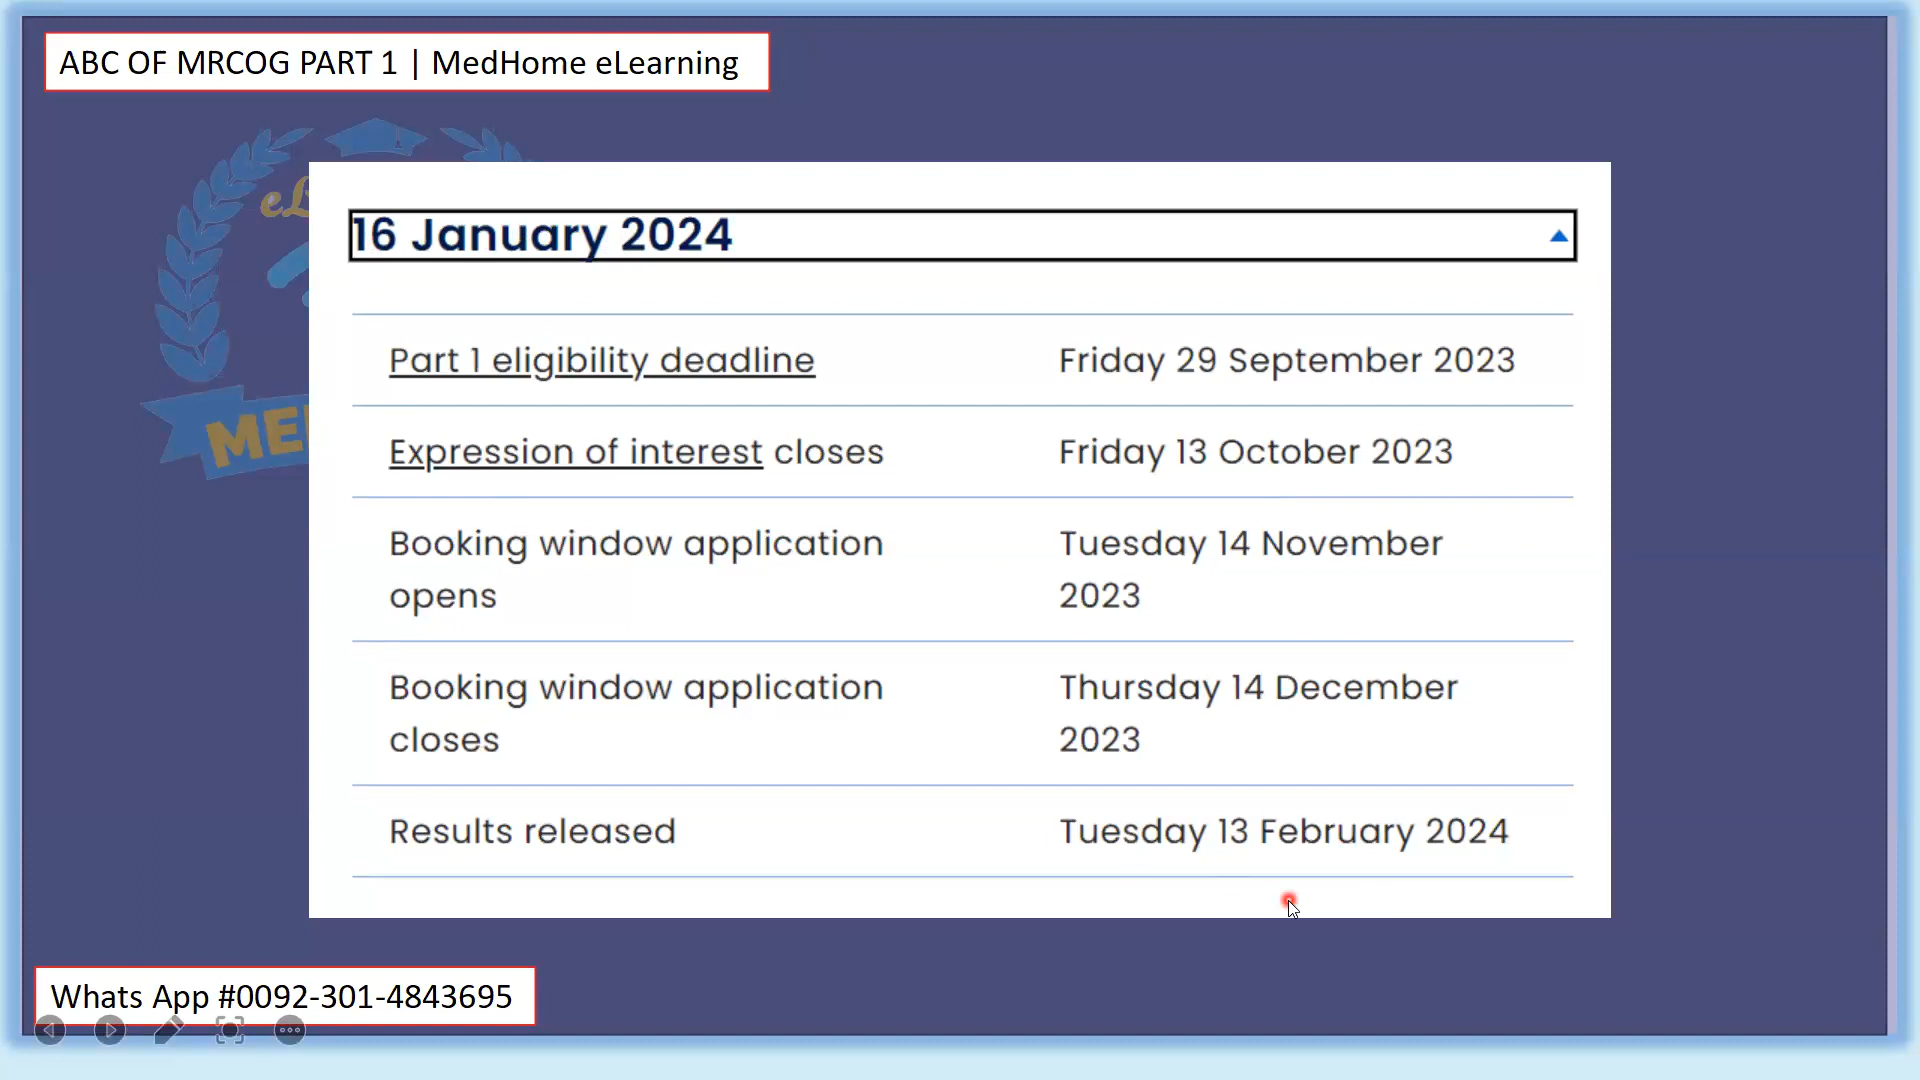 ABC OF MRCOG PART 1 | MedHome eLearning
16 January 2024
Part 1 eligibility deadline Friday 29 September 2023
Expression of interest closes Friday 13 October 2023
Booking window application Tuesday 14 November
opens 2023
Booking window application Thursday 14 December
closes 2023
Results released Tuesday 13 February 2024
Whats App #0092-301-4843695